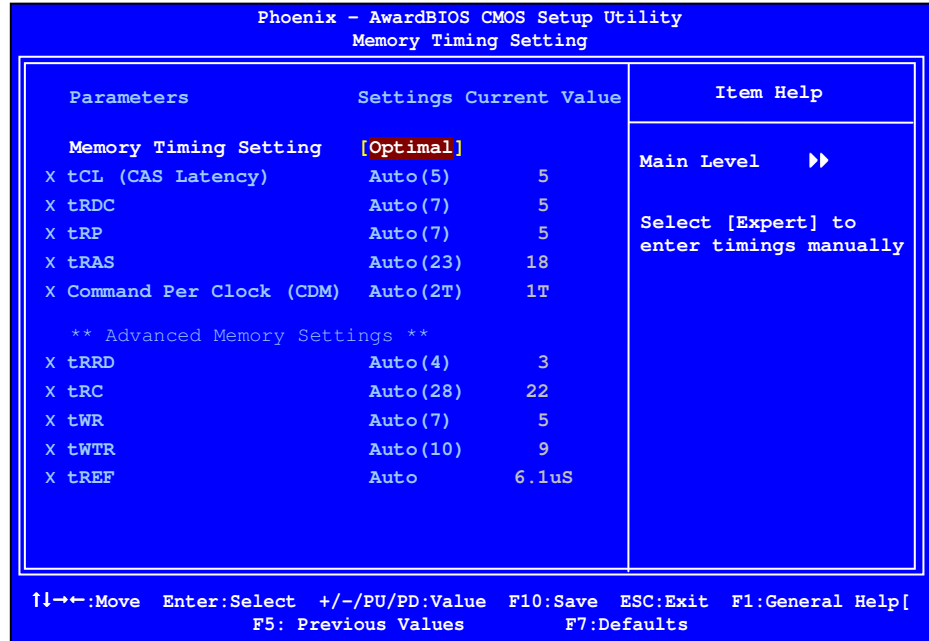 Phoenix – AwardBIOS CMOS Setup Utility
Memory Timing Setting
Parameters Settings Current Value Item Help
Memory Timing Setting [Optimal]
X tCL (CAS Latency) Auto(5) 5
X tRDC Auto(7) 5
X tRP Auto(7) 5
X tRAS Auto(23) 18
X Command Per Clock (CDM) Auto(2T) 1T
** Advanced Memory Settings **
X tRRD Auto(4) 3
X tRC Auto(28) 22
X tWR Auto(7) 5
X tWTR Auto(10) 9
X tREF Auto 6.1uS
Main Level
Select [Expert] to
enter timings manually
↑↓→←:Move Enter:Select +/-/PU/PD:Value F10:Save ESC:Exit F1:General Help[
F5: Previous Values F7:Defaults